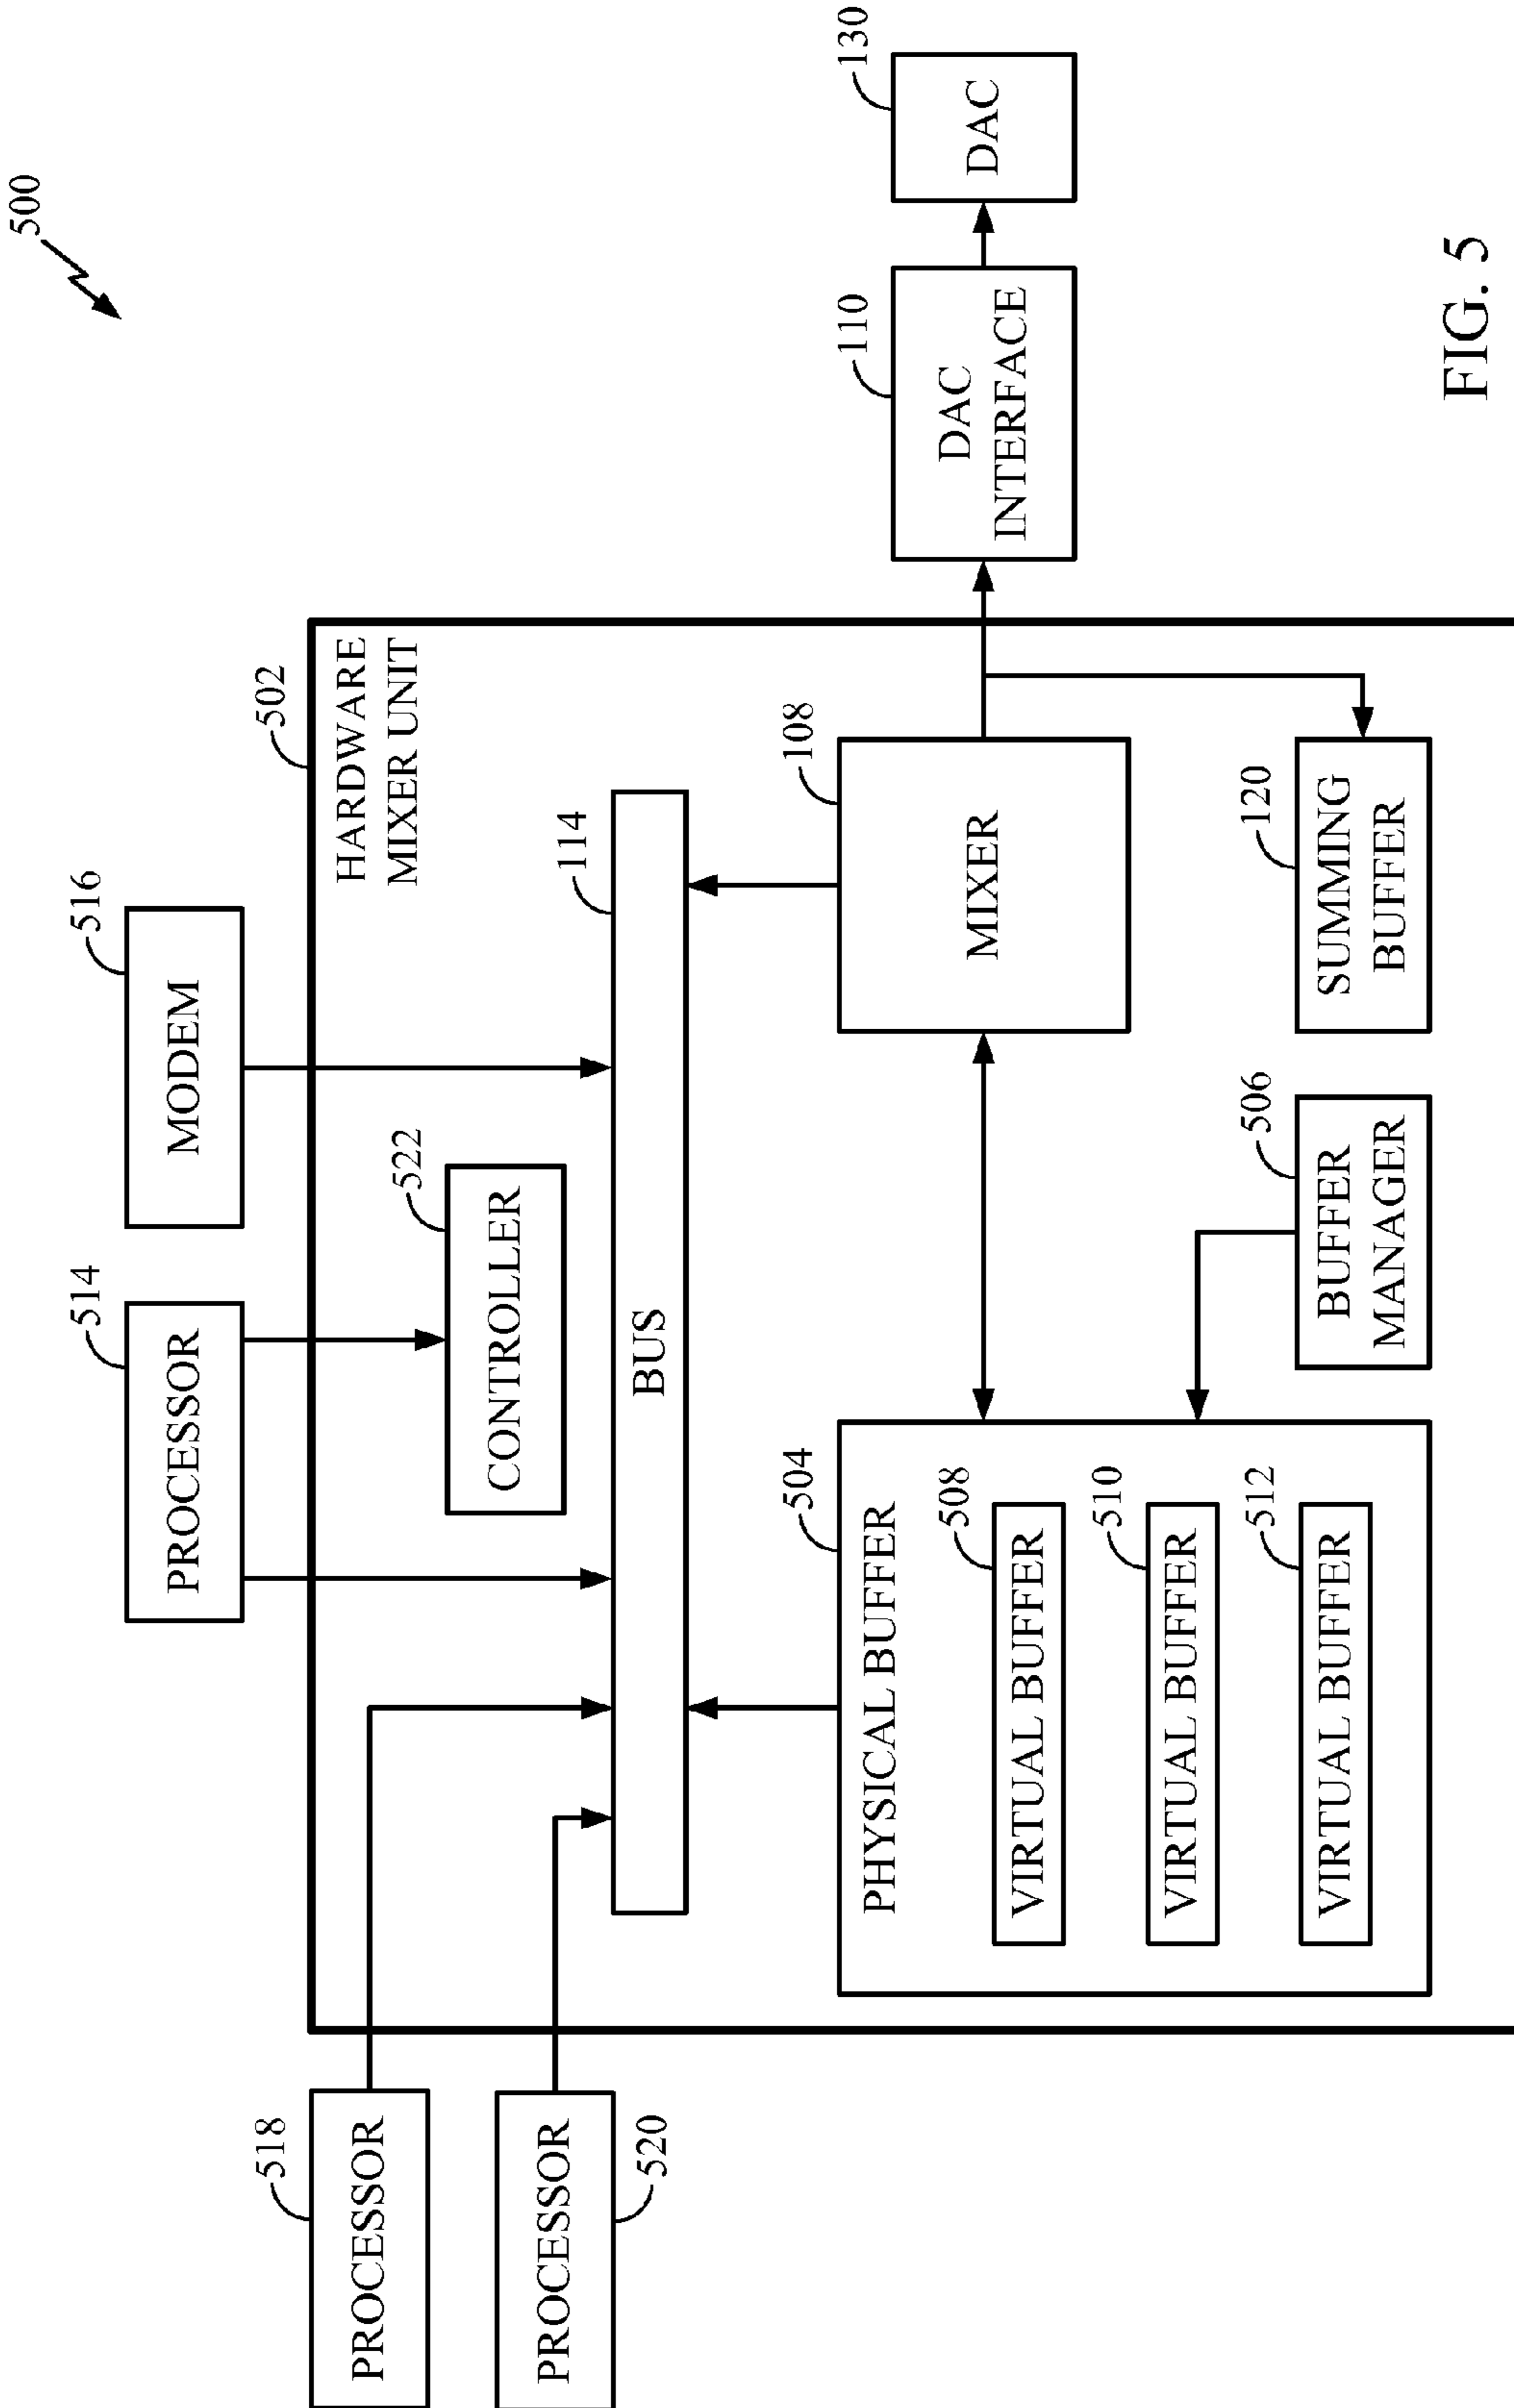 500
PROCESSOR
514
MODEM
516
PROCESSOR
518
PROCESSOR
520
502
HARDWARE
MIXER UNIT
CONTROLLER
522
BUS
114
PHYSICAL BUFFER
504
VIRTUAL BUFFER
508
VIRTUAL BUFFER
510
VIRTUAL BUFFER
512
MIXER
108
BUFFER
MANAGER
506
SUMMING
BUFFER
120
DAC
INTERFACE
110
DAC
130
FIG. 5